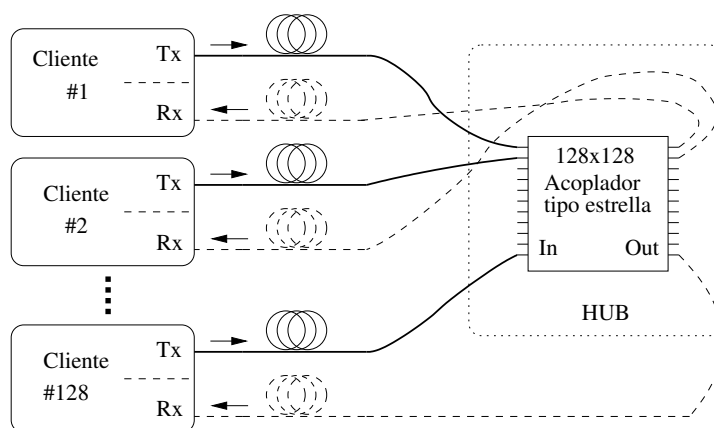 Cliente
#1
Tx
Rx
Cliente
#2
Tx
Rx
Cliente
#128
Tx
Rx
128x128
Acoplador
tipo estrella
In Out
HUB